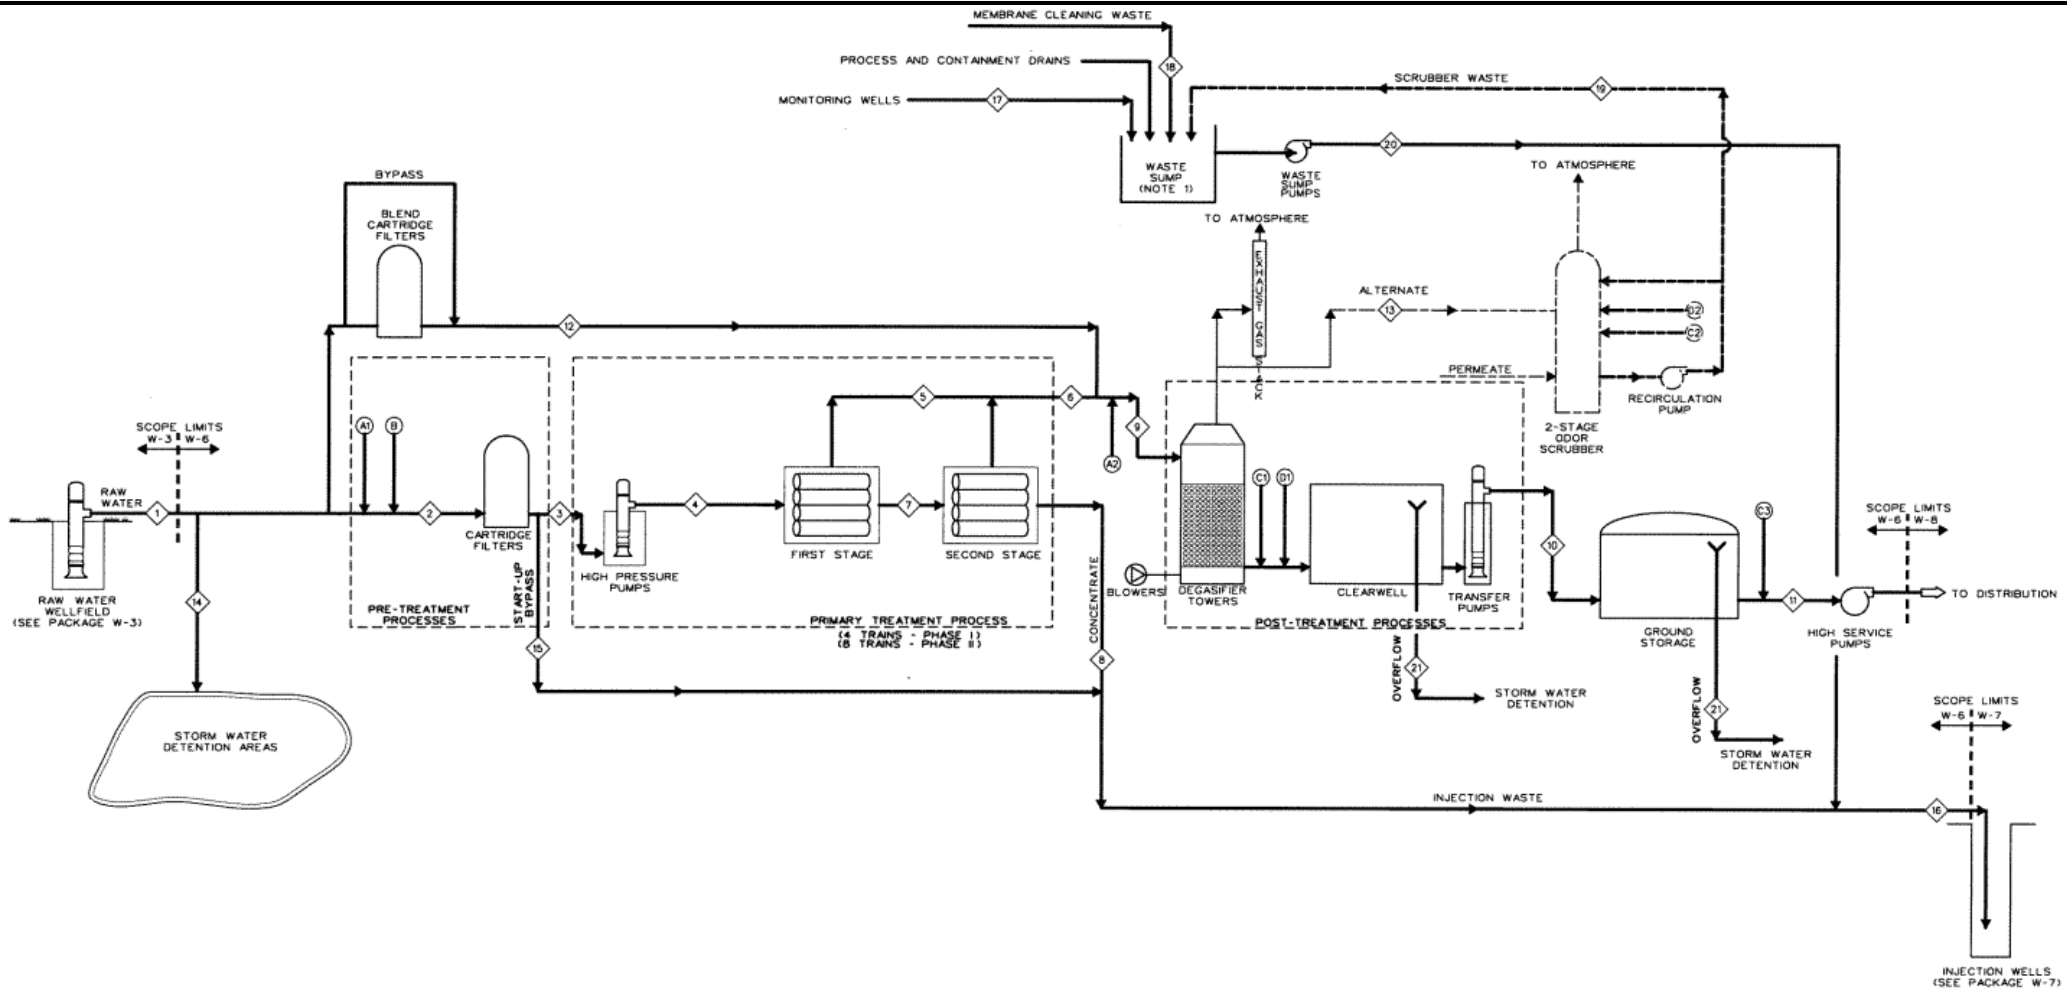 MEMBRANE CLEANING WASTE
PROCESS AND CONTAINMENT DRAINS
18
SCRUBBER WASTE
19
MONITORING WELLS
17
WASTE
SUMP
(NOTE 1)
WASTE
SUMP
PUMPS
20
TO ATMOSPHERE
TO ATMOSPHERE
EXHAUST GAS STACK
BYPASS
BLEND
CARTRIDGE
FILTERS
12
ALTERNATE
13
D2
C2
PERMEATE
RECIRCULATION
PUMP
2-STAGE
ODOR
SCRUBBER
SCOPE LIMITS
W-3 W-6
RAW
WATER
1
RAW WATER
WELLFIELD
(SEE PACKAGE W-3)
14
STORM WATER
DETENTION AREAS
A1
B
2
CARTRIDGE
FILTERS
3
PRE-TREATMENT
PROCESSES
START-UP
BYPASS
15
HIGH PRESSURE
PUMPS
4
5
6
7
FIRST STAGE
SECOND STAGE
PRIMARY TREATMENT PROCESS
(4 TRAINS - PHASE I)
(8 TRAINS - PHASE II)
CONCENTRATE
8
A2
9
BLOWERS
DEGASIFIER
TOWERS
C1
D1
CLEARWELL
TRANSFER
PUMPS
POST-TREATMENT PROCESSES
10
OVERFLOW
21
STORM WATER
DETENTION
GROUND
STORAGE
C3
11
HIGH SERVICE
PUMPS
SCOPE LIMITS
W-6 W-8
TO DISTRIBUTION
OVERFLOW
21
STORM WATER
DETENTION
INJECTION WASTE
SCOPE LIMITS
W-6 W-7
16
INJECTION WELLS
(SEE PACKAGE W-7)